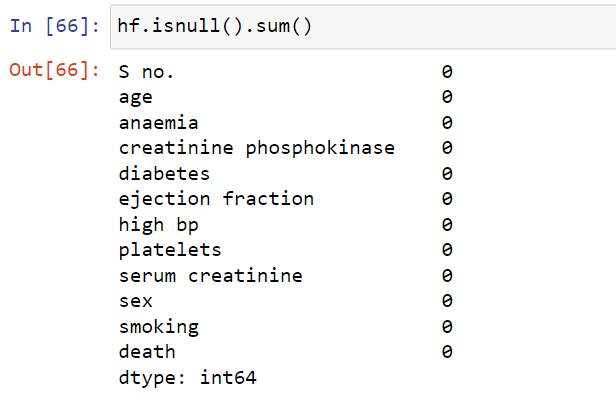 In [66]: hf.isnull().sum()
Out[66]: S no. 0
age 0
anaemia 0
creatinine phosphokinase 0
diabetes 0
ejection fraction 0
high bp 0
platelets 0
serum creatinine 0
sex 0
smoking 0
death 0
dtype: int64